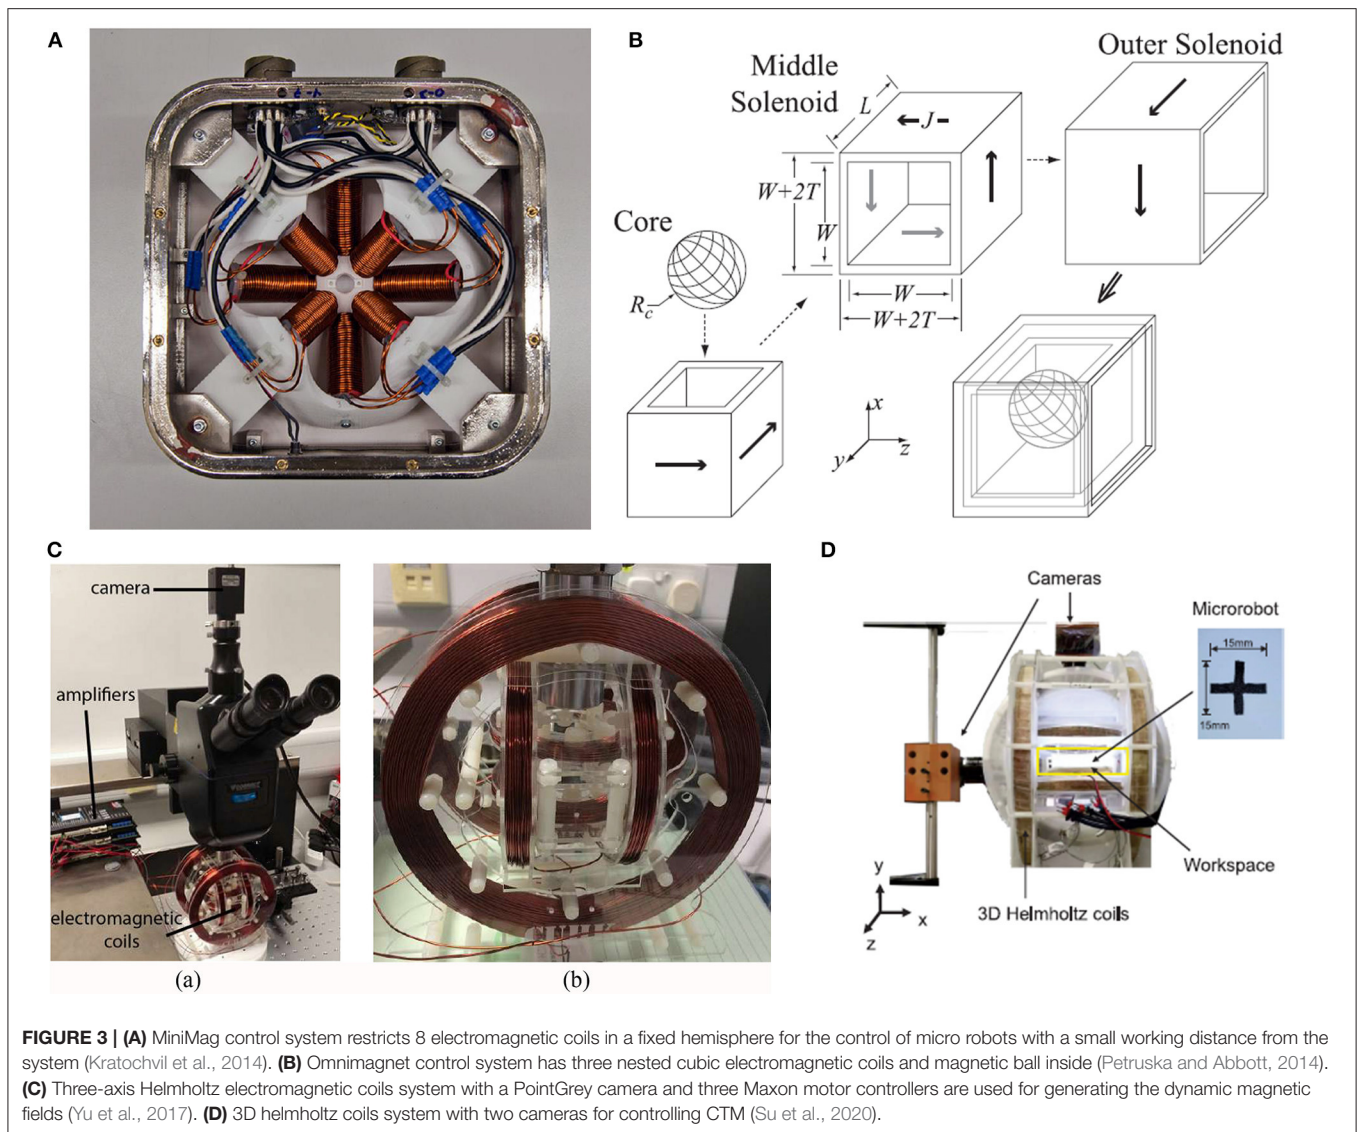 A
B
Outer Solenoid
Middle
Solenoid
L
J
W+2T
W
Core
R_c
W
W+2T
x
y
z
C
D
camera
amplifiers
electromagnetic
coils
(a)
(b)
Cameras
Microrobot
15mm
15mm
Workspace
3D Helmholtz coils
y
x
z
FIGURE 3 | (A) MiniMag control system restricts 8 electromagnetic coils in a fixed hemisphere for the control of micro robots with a small working distance from the
system (Kratochvil et al., 2014). (B) Omnimagnet control system has three nested cubic electromagnetic coils and magnetic ball inside (Petruska and Abbott, 2014).
(C) Three-axis Helmholtz electromagnetic coils system with a PointGrey camera and three Maxon motor controllers are used for generating the dynamic magnetic
fields (Yu et al., 2017). (D) 3D helmholtz coils system with two cameras for controlling CTM (Su et al., 2020).